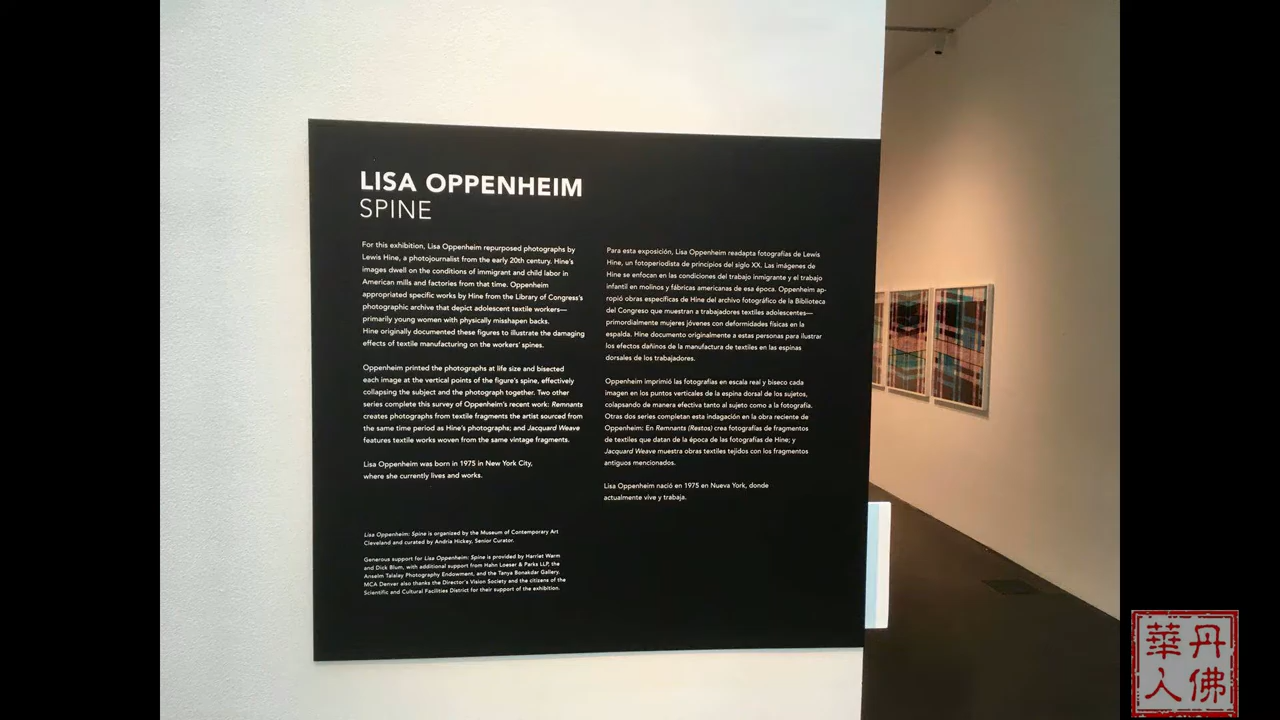 LISA OPPENHEIM
SPINE
For this exhibition, Lisa Oppenheim repurposed photographs by
Lewis Hine, a photojournalist from the early 20th century. Hine's
images dwell on the conditions of immigrant and child labor in
American mills and factories from that time. Oppenheim
appropriated specific works by Hine from the Library of Congress's
photographic archive that depict adolescent textile workers—
primarily young women with physically misshapen backs.
Hine originally documented these figures to illustrate the damaging
effects of textile manufacturing on the workers' spines.
Oppenheim printed the photographs at life size and bisected
each image at the vertical points of the figure's spine, effectively
collapsing the subject and the photograph together. Two other
series complete this survey of Oppenheim's recent work: Remnants
creates photographs from textile fragments the artist sourced from
the same time period as Hine's photographs; and Jacquard Weave
features textile works woven from the same vintage fragments.
Lisa Oppenheim was born in 1975 in New York City,
where she currently lives and works.
Lisa Oppenheim: Spine is organized by the Museum of Contemporary Art
Cleveland and curated by Andria Hickey, Senior Curator.
Generous support for Lisa Oppenheim: Spine is provided by Harriet Warm
and Dick Blum, with additional support from Hahn Loeser & Parks LLP, the
Anselm Talalay Photography Endowment, and the Tanya Bonakdar Gallery.
MCA Denver also thanks the Director's Vision Society and the citizens of the
Scientific and Cultural Facilities District for their support of the exhibition.
Para esta exposición, Lisa Oppenheim readapta fotografías de Lewis
Hine, un fotoperiodista de principios del siglo XX. Las imágenes de
Hine se enfocan en las condiciones del trabajo inmigrante y el trabajo
infantil en molinos y fábricas americanas de esa época. Oppenheim ap-
ropió obras específicas de Hine del archivo fotográfico de la Biblioteca
del Congreso que muestran a trabajadores textiles adolescentes—
primordialmente mujeres jóvenes con deformidades físicas en la
espalda. Hine documento originalmente a estas personas para ilustrar
los efectos dañinos de la manufactura de textiles en las espinas
dorsales de los trabajadores.
Oppenheim imprimió las fotografías en escala real y biseco cada
imagen en los puntos verticales de la espina dorsal de los sujetos,
colapsando de manera efectiva tanto al sujeto como a la fotografía.
Otras dos series completan esta indagación en la obra reciente de
Oppenheim: En Remnants (Restos) crea fotografías de fragmentos
de textiles que datan de la época de las fotografías de Hine; y
Jacquard Weave muestra obras textiles tejidos con los fragmentos
antiguos mencionados.
Lisa Oppenheim nació en 1975 en Nueva York, donde
actualmente vive y trabaja.
丹佛
華人